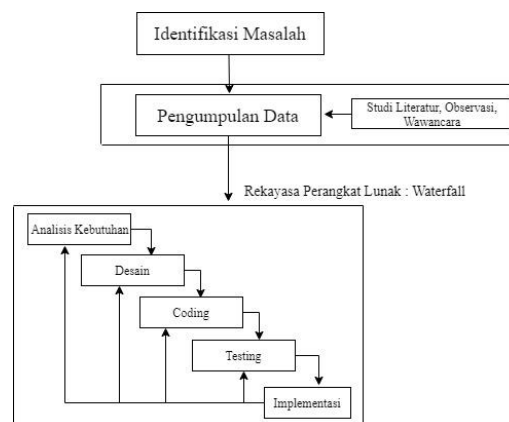 Identifikasi Masalah
Pengumpulan Data
Studi Literatur, Observasi,
Wawancara
Rekayasa Perangkat Lunak : Waterfall
Analisis Kebutuhan
Desain
Coding
Testing
Implementasi